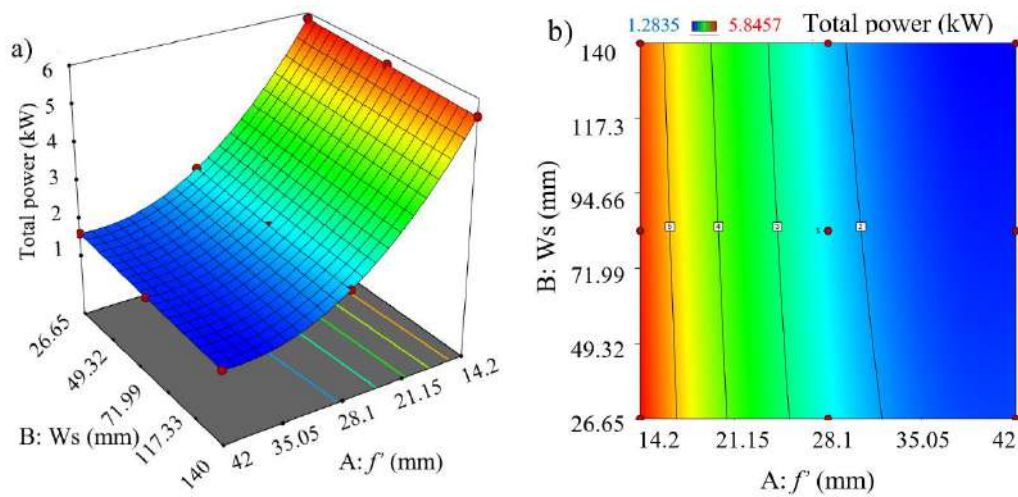 a)
6
5
4
3
2
1
Total power (kW)
26.65
49.32
71.99
117.33
140
B: Ws (mm)
42
35.05
28.1
21.15
14.2
A: f' (mm)
b)
1.2835 5.8457 Total power (kW)
140
117.3
94.66
71.99
49.32
26.65
B: Ws (mm)
5 4 3 5 2
14.2 21.15 28.1 35.05 42
A: f' (mm)